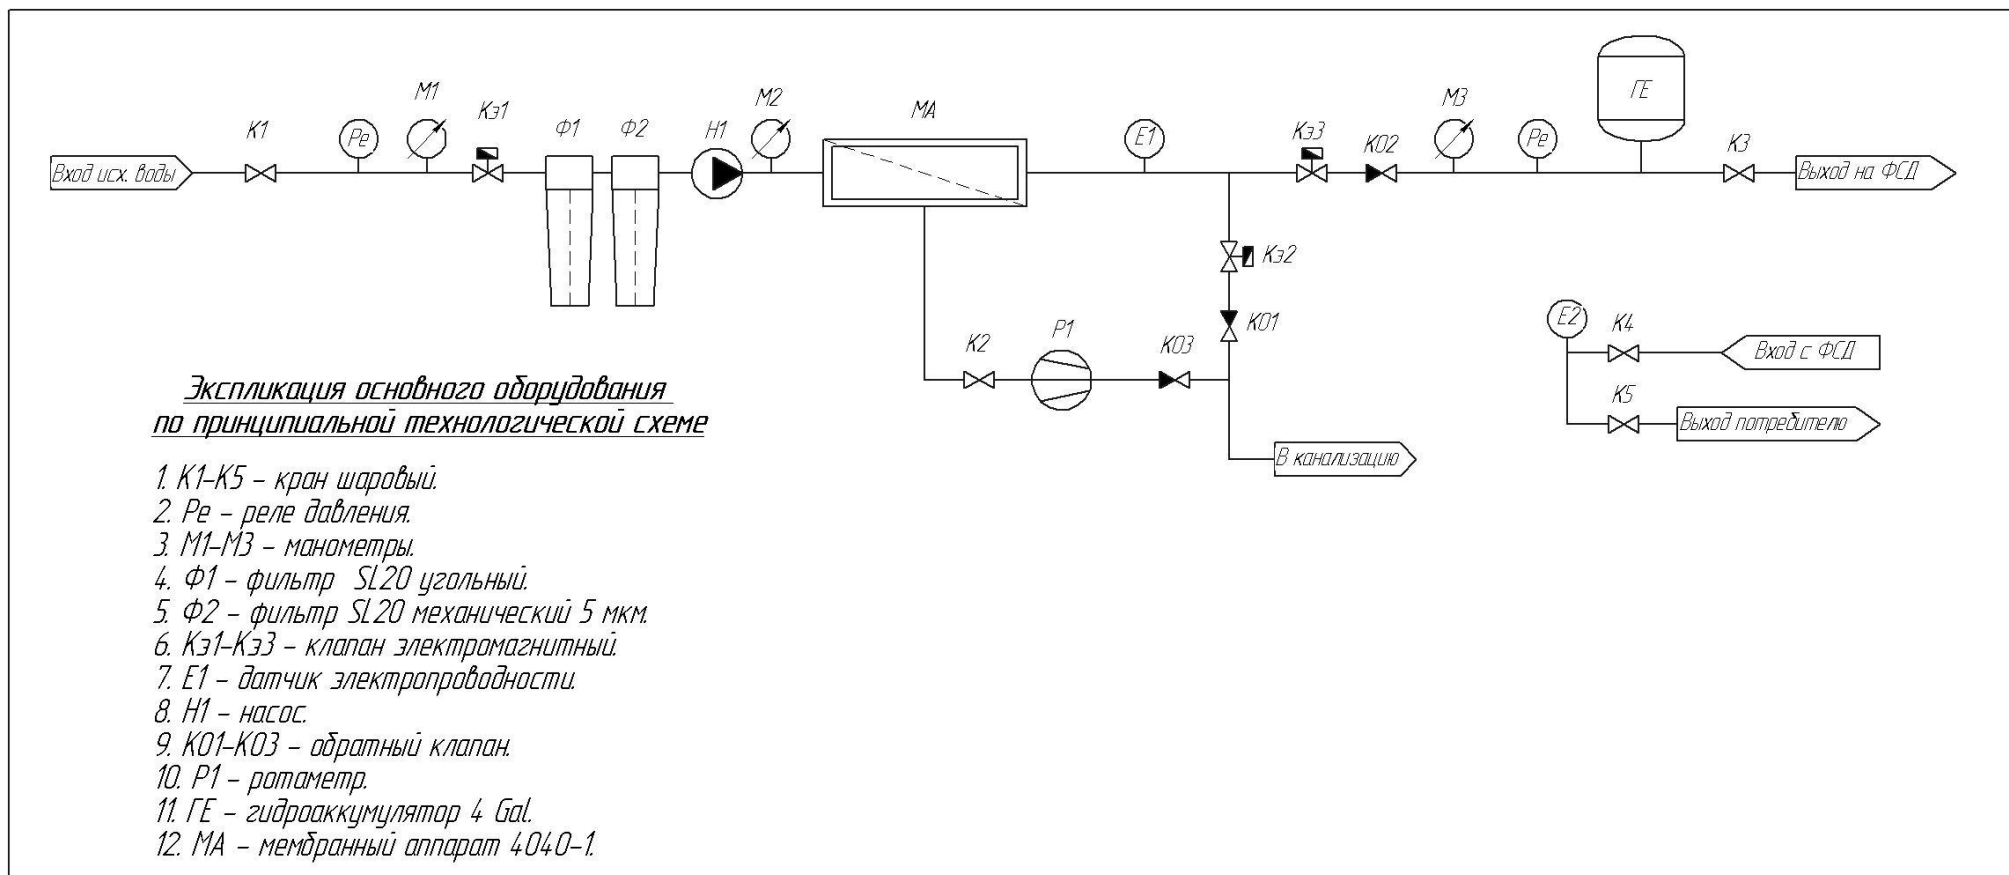 М1
Кэ1
К1
Ре
Ф1
Ф2
Н1
М2
МА
Е1
Кэ3
КО2
М3
Ре
ГЕ
К3
Вход исх. воды
Выход на ФСД
Кэ2
КО1
К2
Р1
КО3
В канализацию
Е2
К4
Вход с ФСД
К5
Выход потребителю
Экспликация основного оборудования
по принципиальной технологической схеме
1. К1-К5 – кран шаровый.
2. Ре – реле давления.
3. М1-М3 – манометры.
4. Ф1 – фильтр SL20 угольный.
5. Ф2 – фильтр SL20 механический 5 мкм.
6. Кэ1-Кэ3 – клапан электромагнитный.
7. Е1 – датчик электропроводности.
8. Н1 – насос.
9. КО1-КО3 – обратный клапан.
10. Р1 – ротаметр.
11. ГЕ – гидроаккумулятор 4 Gal.
12. МА – мембранный аппарат 4040-1.